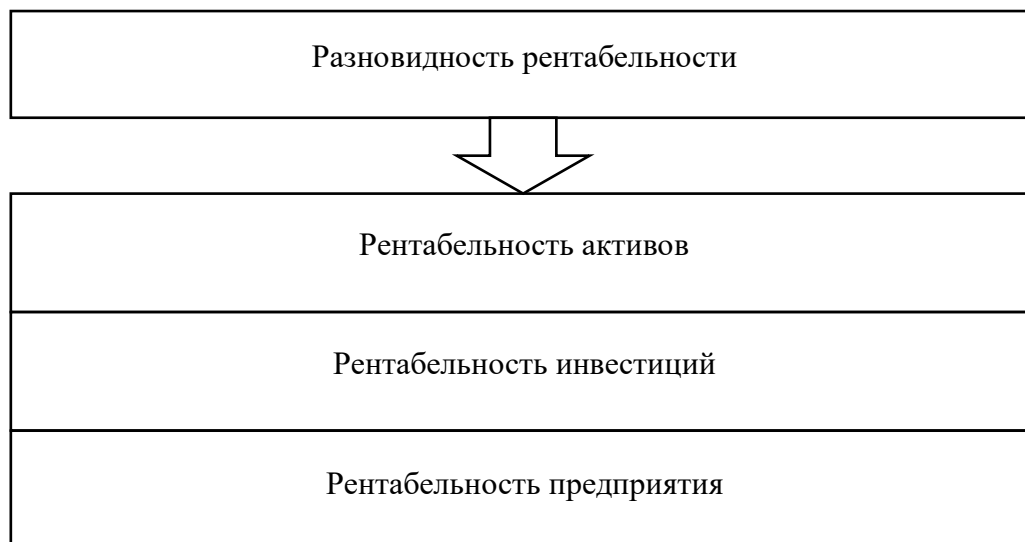 Разновидность рентабельности
Рентабельность активов
Рентабельность инвестиций
Рентабельность предприятия